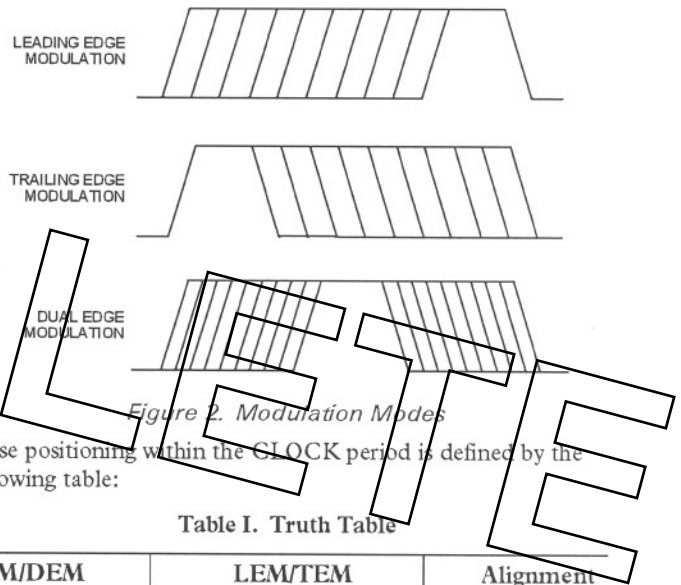 LEADING EDGE
MODULATION
TRAILING EDGE
MODULATION
DUAL EDGE
MODULATION
LETE
Figure 2. Modulation Modes
se positioning within the CLOCK period is defined by the
owing table:
Table I. Truth Table
M/DEM LEM/TEM Alignment